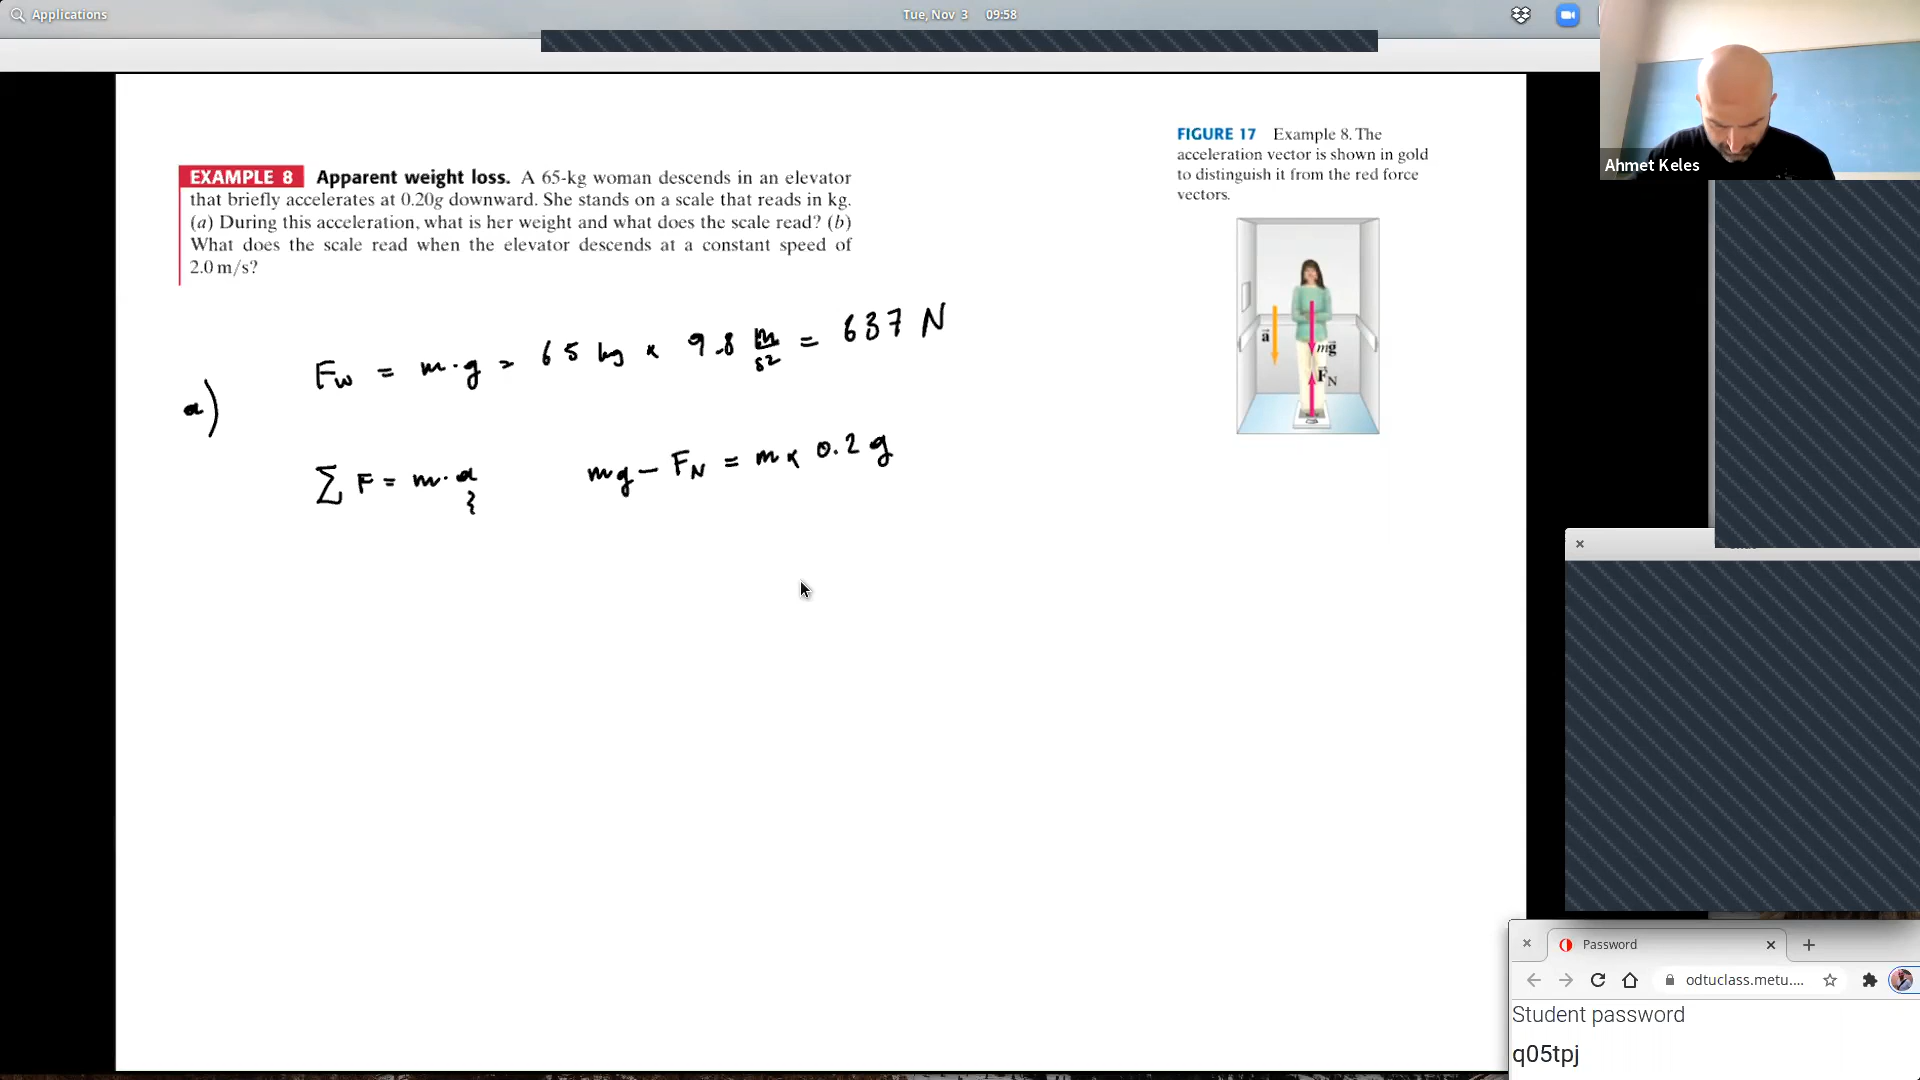 Applications
Tue, Nov 3 09:58
Ahmet Keles
FIGURE 17 Example 8. The
acceleration vector is shown in gold
to distinguish it from the red force
vectors.
EXAMPLE 8 Apparent weight loss. A 65-kg woman descends in an elevator
that briefly accelerates at 0.20g downward. She stands on a scale that reads in kg.
(a) During this acceleration, what is her weight and what does the scale read? (b)
What does the scale read when the elevator descends at a constant speed of
2.0 m/s?
a
mg
F_N
a)
F_w = m·g = 65 kg × 9.8 m/s² = 637 N
∑ F = m·a mg − F_N = m × 0.2 g
Password
odtuclass.metu....
Student password
q05tpj